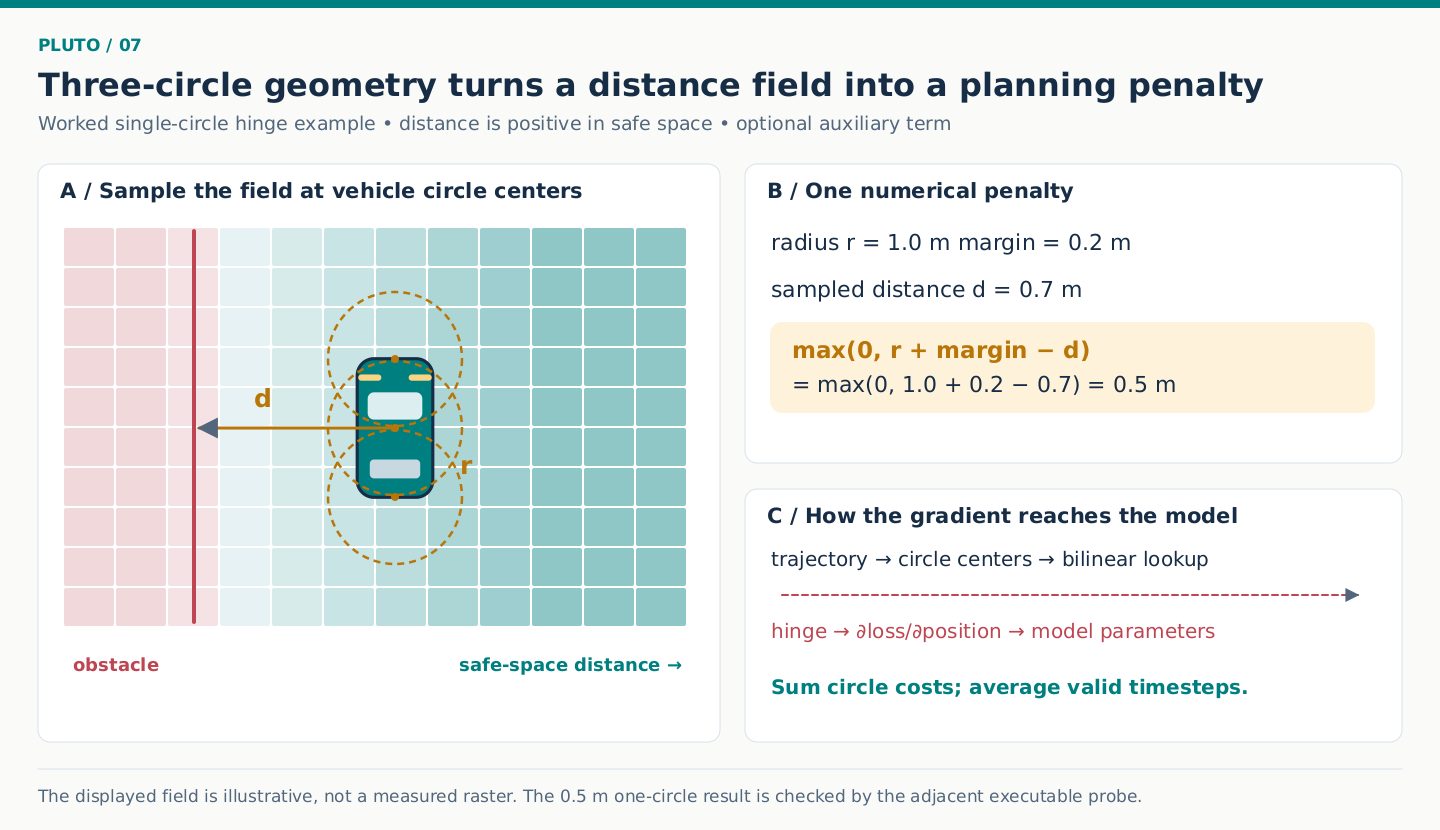 PLUTO / 07
Three-circle geometry turns a distance field into a planning penalty
Worked single-circle hinge example • distance is positive in safe space • optional auxiliary term
A / Sample the field at vehicle circle centers
d
r
obstacle
safe-space distance →
B / One numerical penalty
radius r = 1.0 m margin = 0.2 m
sampled distance d = 0.7 m
max(0, r + margin − d)
= max(0, 1.0 + 0.2 − 0.7) = 0.5 m
C / How the gradient reaches the model
trajectory → circle centers → bilinear lookup
hinge → ∂loss/∂position → model parameters
Sum circle costs; average valid timesteps.
The displayed field is illustrative, not a measured raster. The 0.5 m one-circle result is checked by the adjacent executable probe.